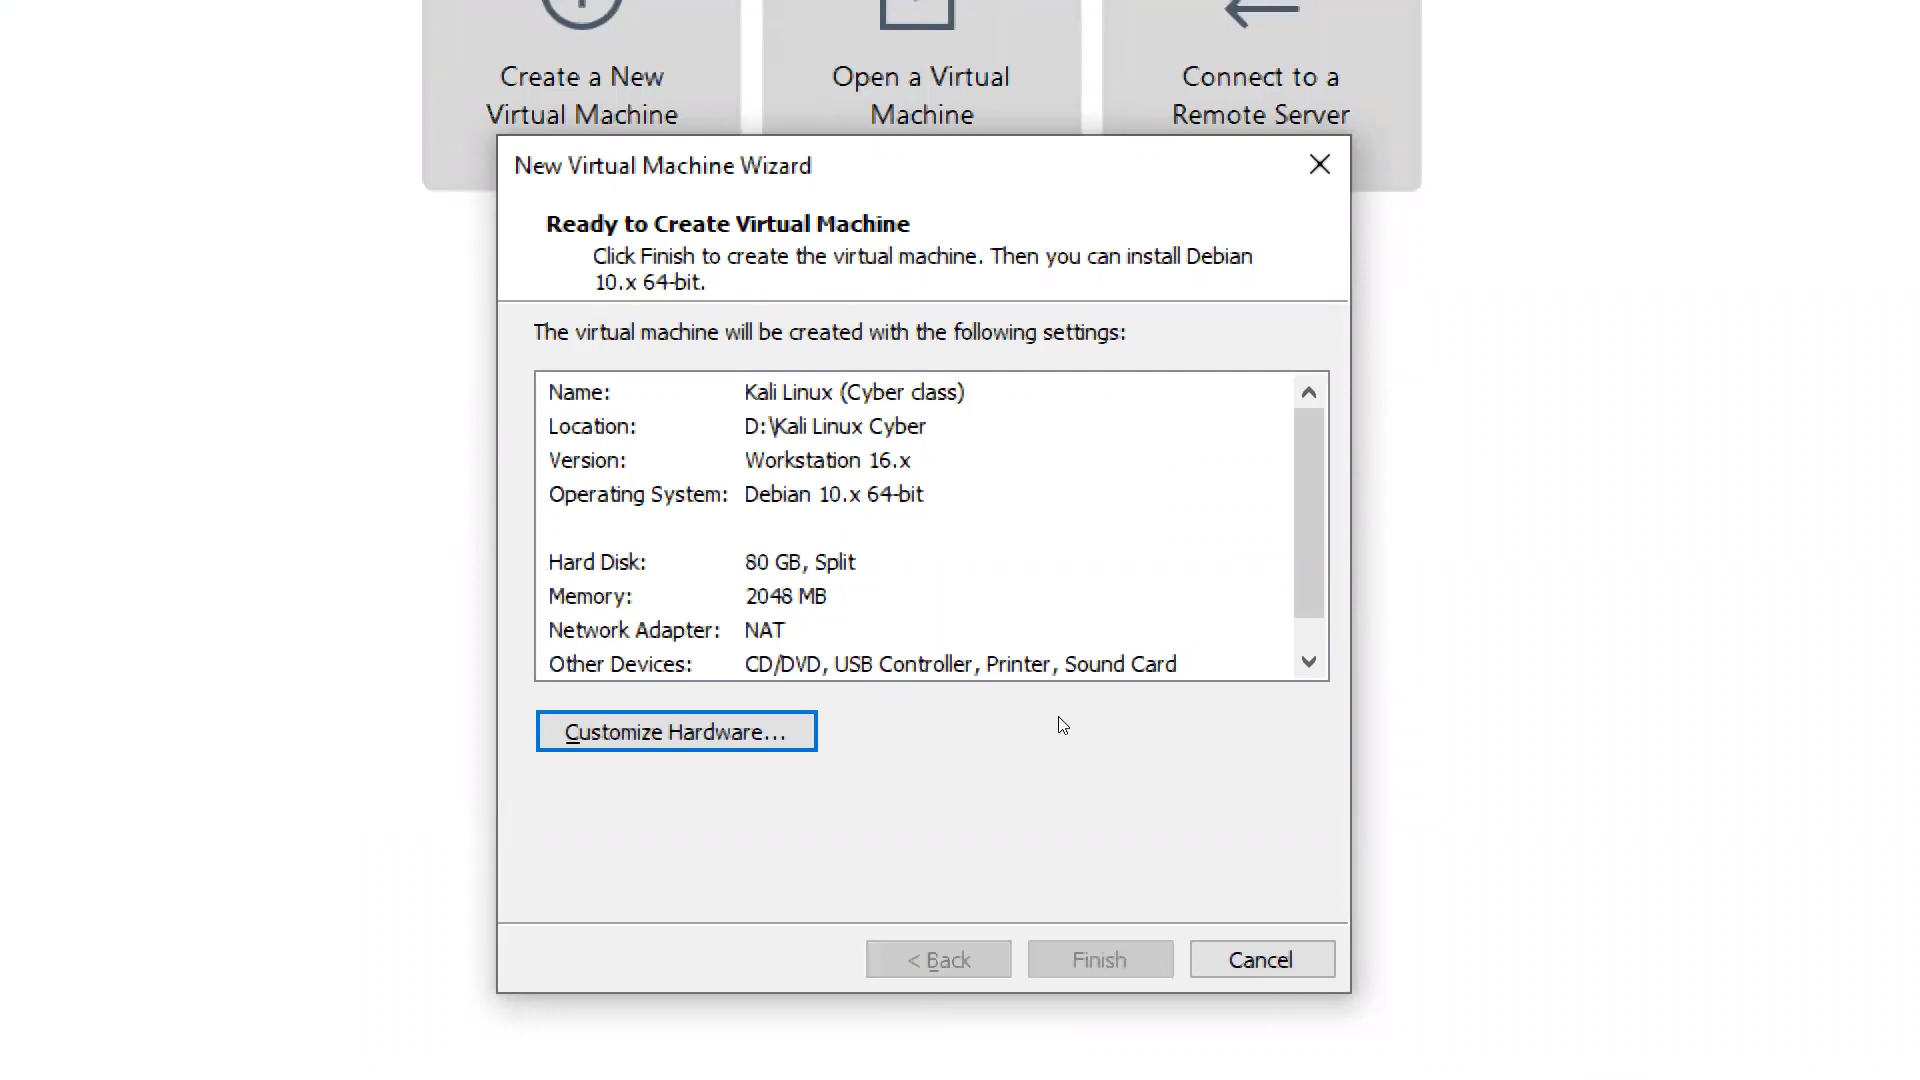 Create a New
Virtual Machine
Open a Virtual
Machine
Connect to a
Remote Server
New Virtual Machine Wizard
Ready to Create Virtual Machine
Click Finish to create the virtual machine. Then you can install Debian
10.x 64-bit.
The virtual machine will be created with the following settings:
Name: Kali Linux (Cyber class)
Location: D:\Kali Linux Cyber
Version: Workstation 16.x
Operating System: Debian 10.x 64-bit
Hard Disk: 80 GB, Split
Memory: 2048 MB
Network Adapter: NAT
Other Devices: CD/DVD, USB Controller, Printer, Sound Card
Customize Hardware...
< Back Finish Cancel